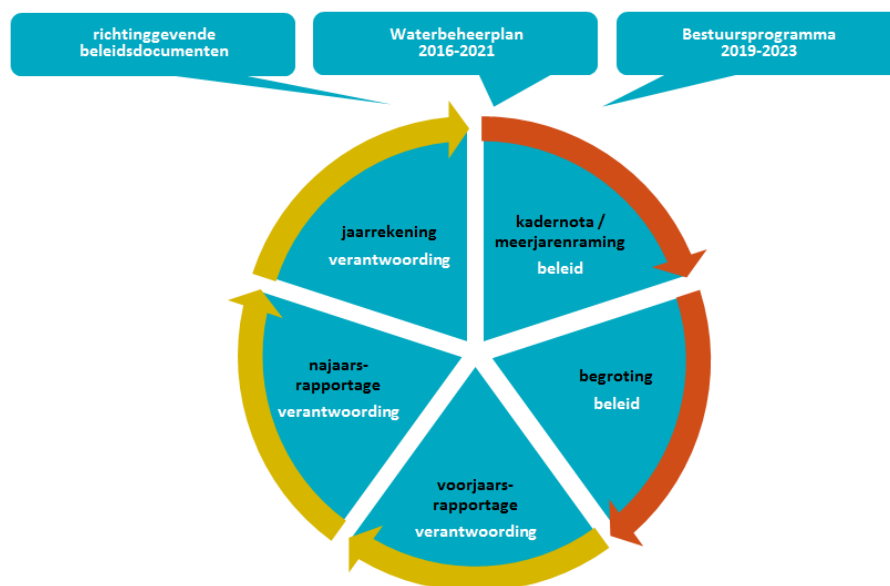 richtinggevende
beleidsdocumenten
Waterbeheerplan
2016-2021
Bestuursprogramma
2019-2023
kadernota /
meerjarenraming
beleid
begroting
beleid
voorjaars-
rapportage
verantwoording
najaars-
rapportage
verantwoording
jaarrekening
verantwoording